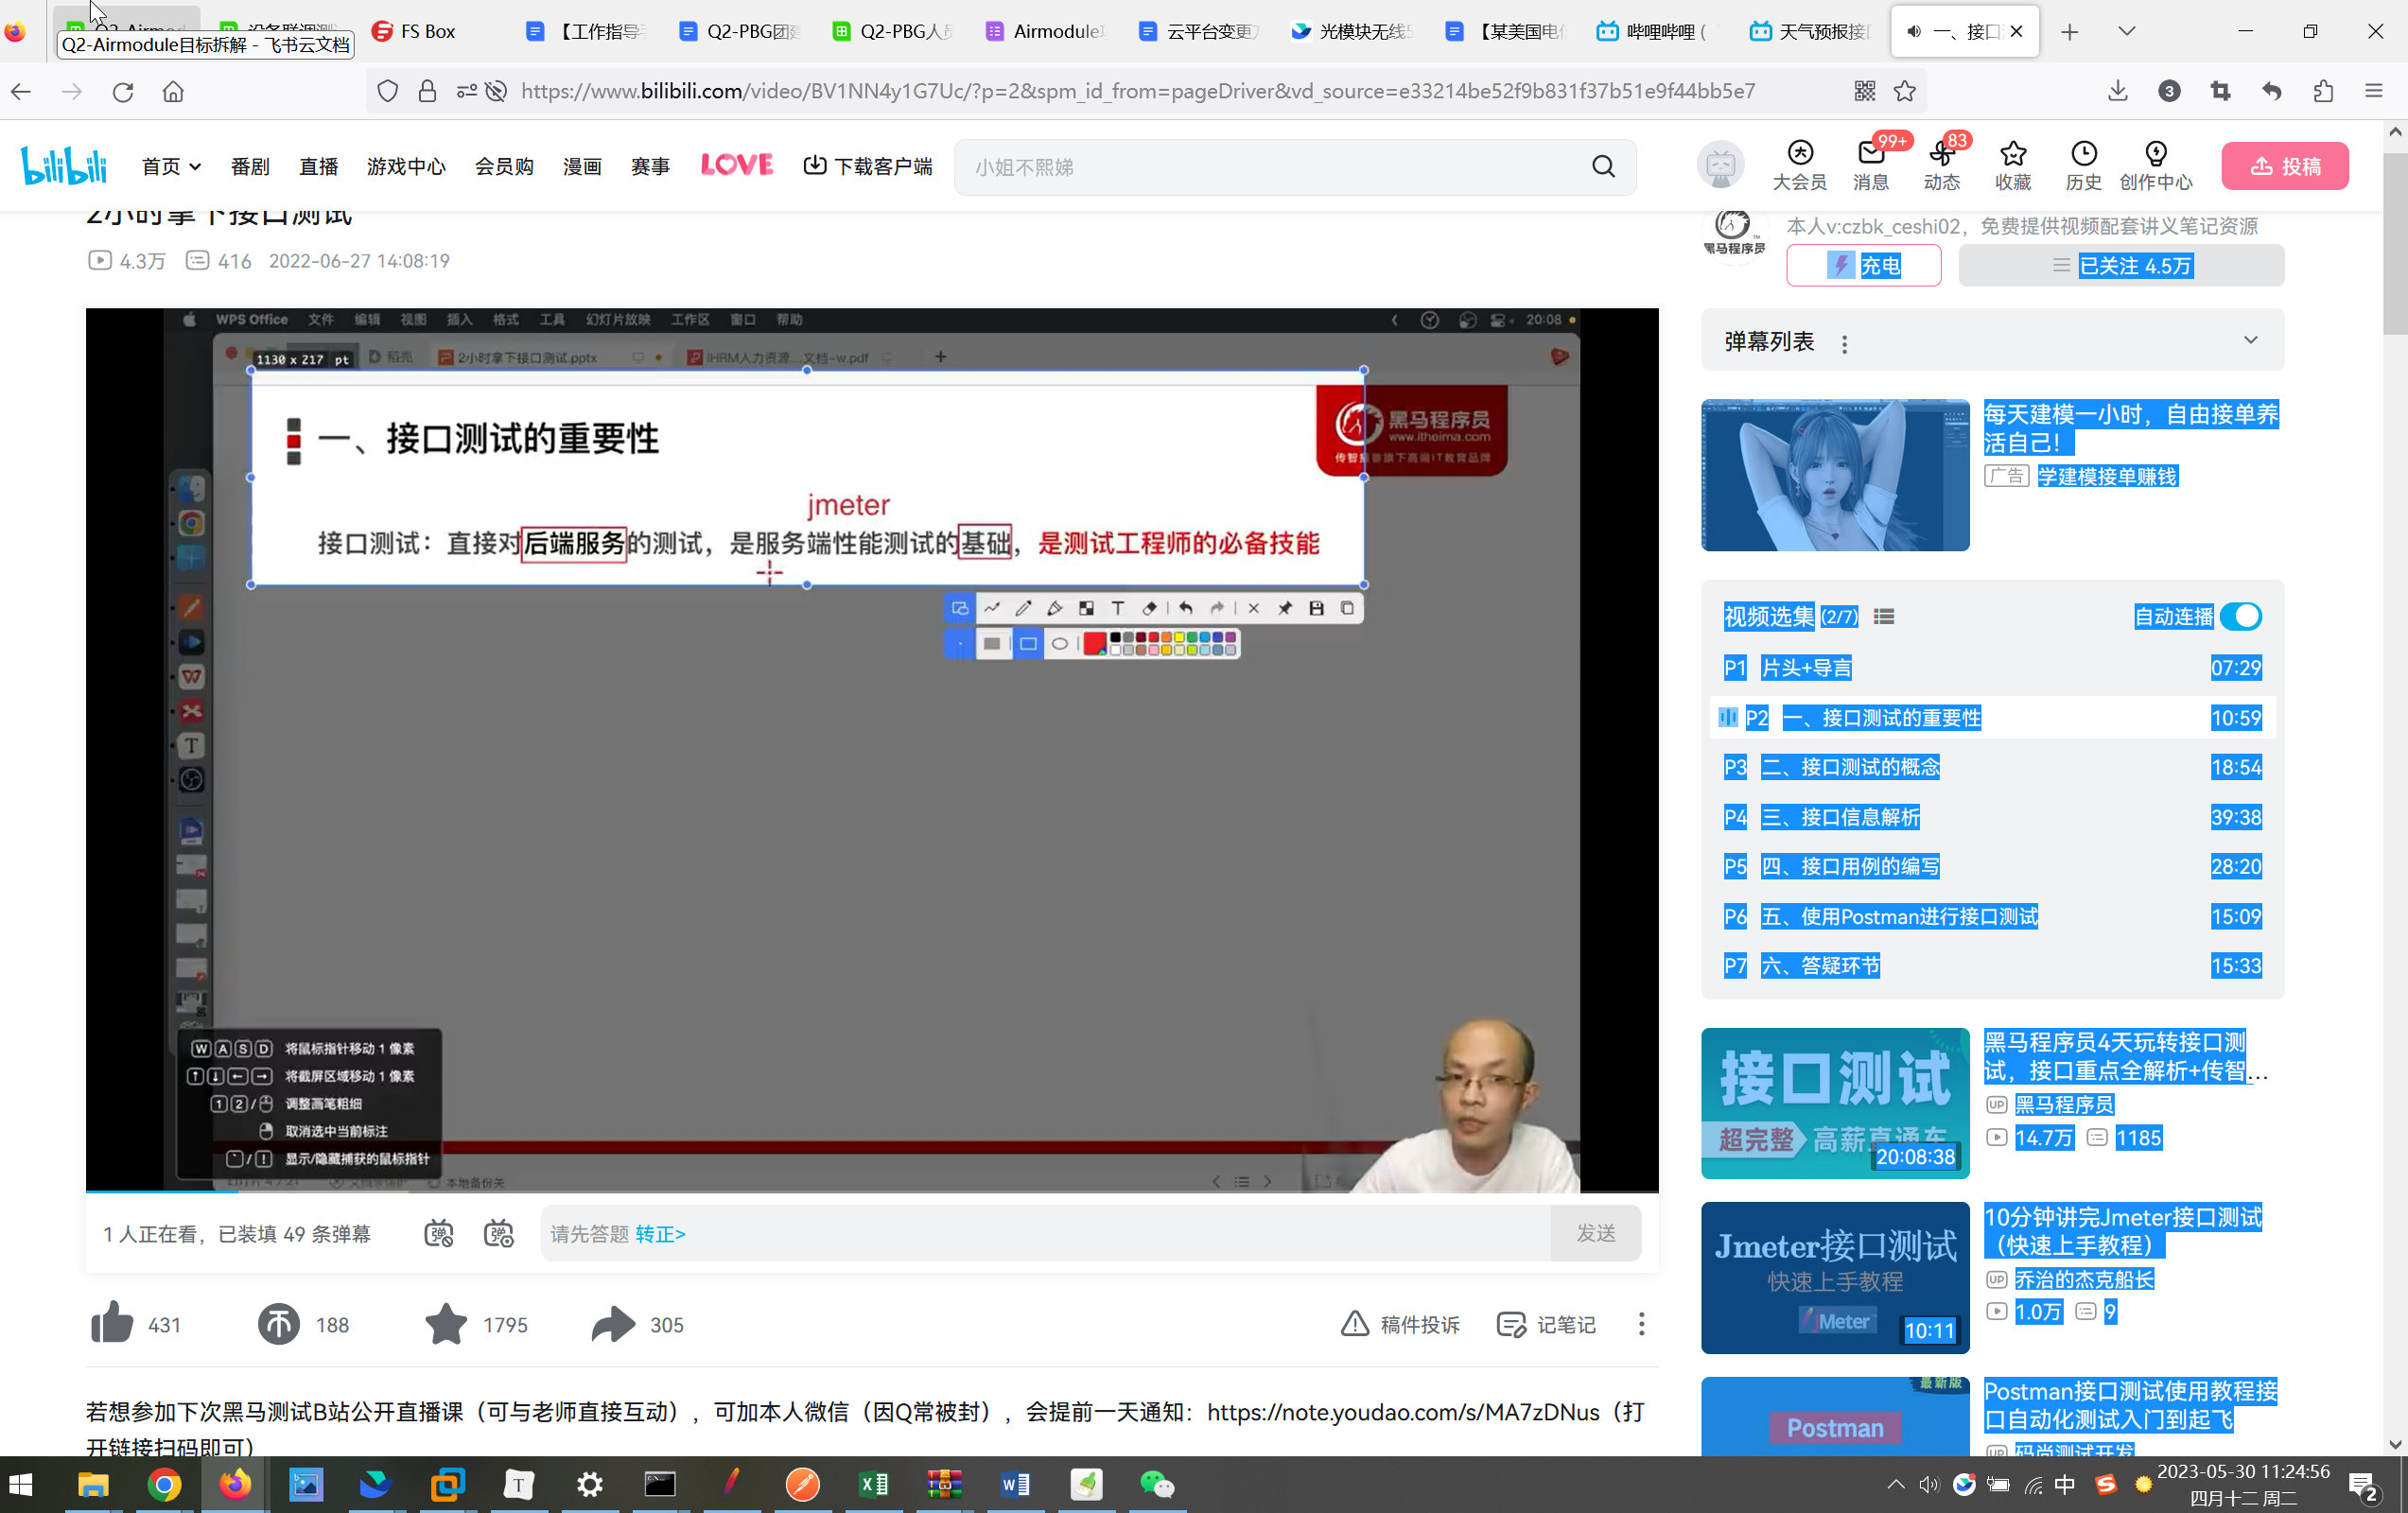 Q2-Airmodule目标拆解 - 飞书云文档
FS Box
【工作指导
Q2-PBG团建
Q2-PBG人
Airmodule
云平台变更
光模块无线
【某美国电
哔哩哔哩 (
天气预报接
一、接口
https://www.bilibili.com/video/BV1NN4y1G7Uc/?p=2&spm_id_from=pageDriver&vd_source=e33214be52f9b831f37b51e9f44bb5e7
3
bilibili
首页
番剧
直播
游戏中心
会员购
漫画
赛事
LOVE
下载客户端
小姐不熙娣
大会员
99+
消息
83
动态
收藏
历史
创作中心
投稿
2小时拿下接口测试
4.3万 416 2022-06-27 14:08:19
黑马程序员
本人v:czbk_ceshi02，免费提供视频配套讲义笔记资源
充电
已关注 4.5万
WPS Office 文件 编辑 视图 插入 格式 工具 幻灯片放映 工作区 窗口 帮助
20:08
1130 x 217 pt
稻壳
2小时拿下接口测试.pptx
iHRM人力资源...文档-w.pdf
一、接口测试的重要性
黑马程序员
www.itheima.com
传智播客旗下高端IT教育品牌
jmeter
接口测试：直接对后端服务的测试，是服务端性能测试的基础，是测试工程师的必备技能
W A S D 将鼠标指针移动 1 像素
↑ ↓ ← → 将截屏区域移动 1 像素
1 2 / 调整画笔粗细
取消选中当前标注
显示/隐藏捕获的鼠标指针
本地备份关
1 人正在看，已装填 49 条弹幕
请先答题 转正>
发送
431
188
1795
305
稿件投诉
记笔记
若想参加下次黑马测试B站公开直播课（可与老师直接互动），可加本人微信（因Q常被封），会提前一天通知：https://note.youdao.com/s/MA7zDNus（打
开链接扫码即可）
弹幕列表
每天建模一小时，自由接单养
活自己！
广告 学建模接单赚钱
视频选集 (2/7)
自动连播
P1 片头+导言 07:29
P2 一、接口测试的重要性 10:59
P3 二、接口测试的概念 18:54
P4 三、接口信息解析 39:38
P5 四、接口用例的编写 28:20
P6 五、使用Postman进行接口测试 15:09
P7 六、答疑环节 15:33
接口测试
超完整 高薪直通车
20:08:38
黑马程序员4天玩转接口测
试，接口重点全解析+传智...
UP 黑马程序员
14.7万 1185
Jmeter接口测试
快速上手教程
JMeter
10:11
10分钟讲完Jmeter接口测试
（快速上手教程）
UP 乔治的杰克船长
1.0万 9
最新版
Postman
Postman接口测试使用教程接
口自动化测试入门到起飞
UP 码尚测试开发
中
2023-05-30 11:24:56
四月十二 周二
2